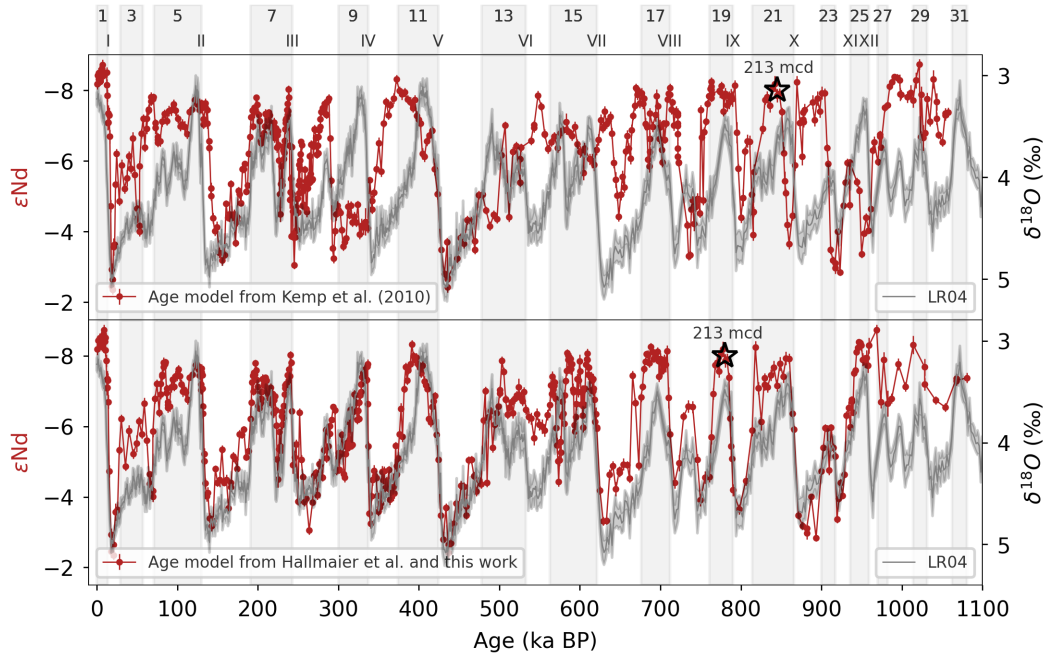 1 3 5 7 9 11 13 15 17 19 21 23 25 27 29 31
I II III IV V VI VII VIII IX X XI XII
213 mcd
−8
−6
−4
−2
εNd
3
4
5
δ¹⁸O (‰)
Age model from Kemp et al. (2010)
LR04
213 mcd
−8
−6
−4
−2
εNd
3
4
5
δ¹⁸O (‰)
Age model from Hallmaier et al. and this work
LR04
0 100 200 300 400 500 600 700 800 900 1000 1100
Age (ka BP)